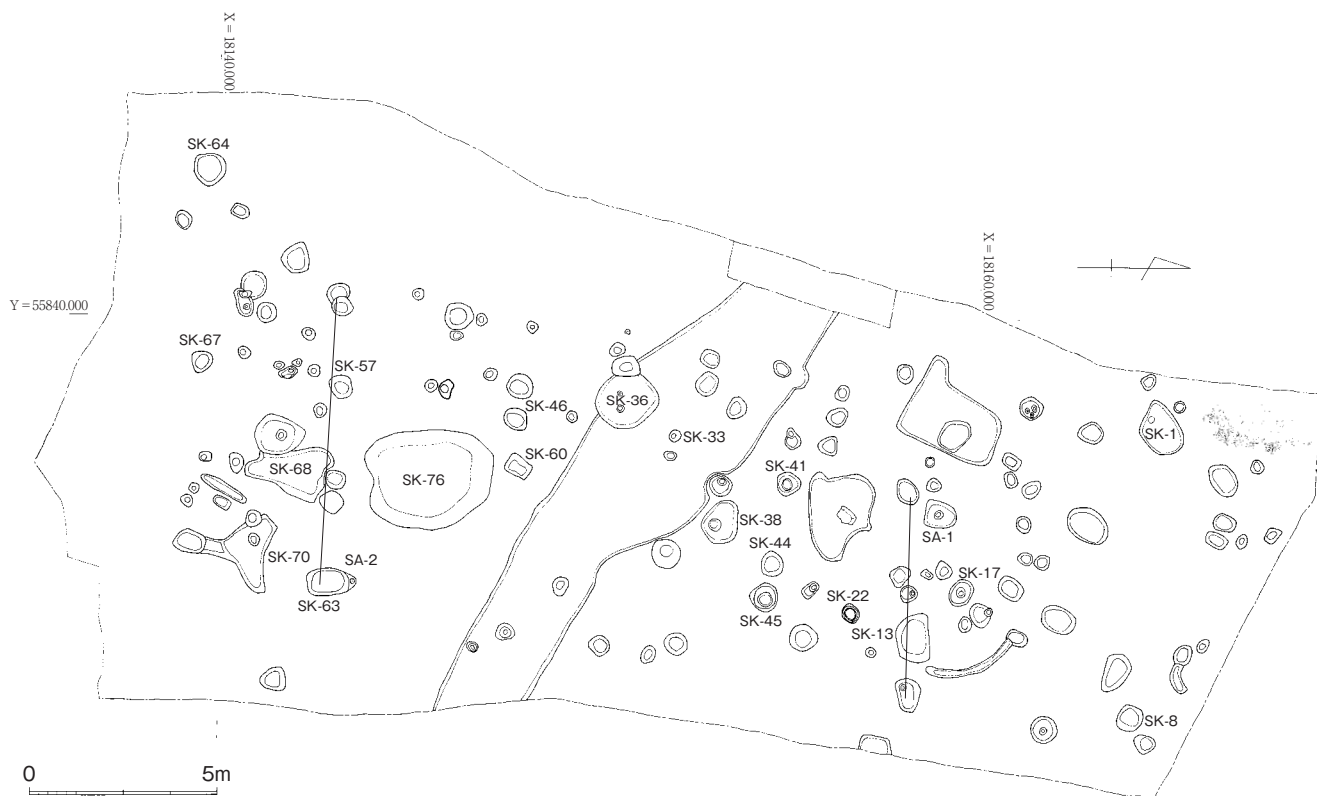 X = 18140.000
SK-64
X = 18160.000
Y = 55840.000
SK-67
SK-57
SK-46
SK-36
SK-1
SK-33
SK-60
SK-68
SK-76
SK-41
SK-38
SA-1
SK-44
SK-70
SA-2
SK-17
SK-63
SK-22
SK-45
SK-13
SK-8
0
5m